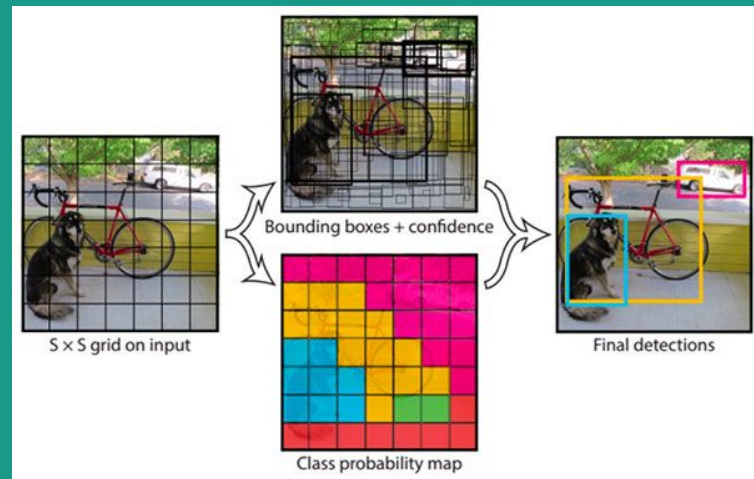 Bounding boxes + confidence
S × S grid on input
Final detections
Class probability map